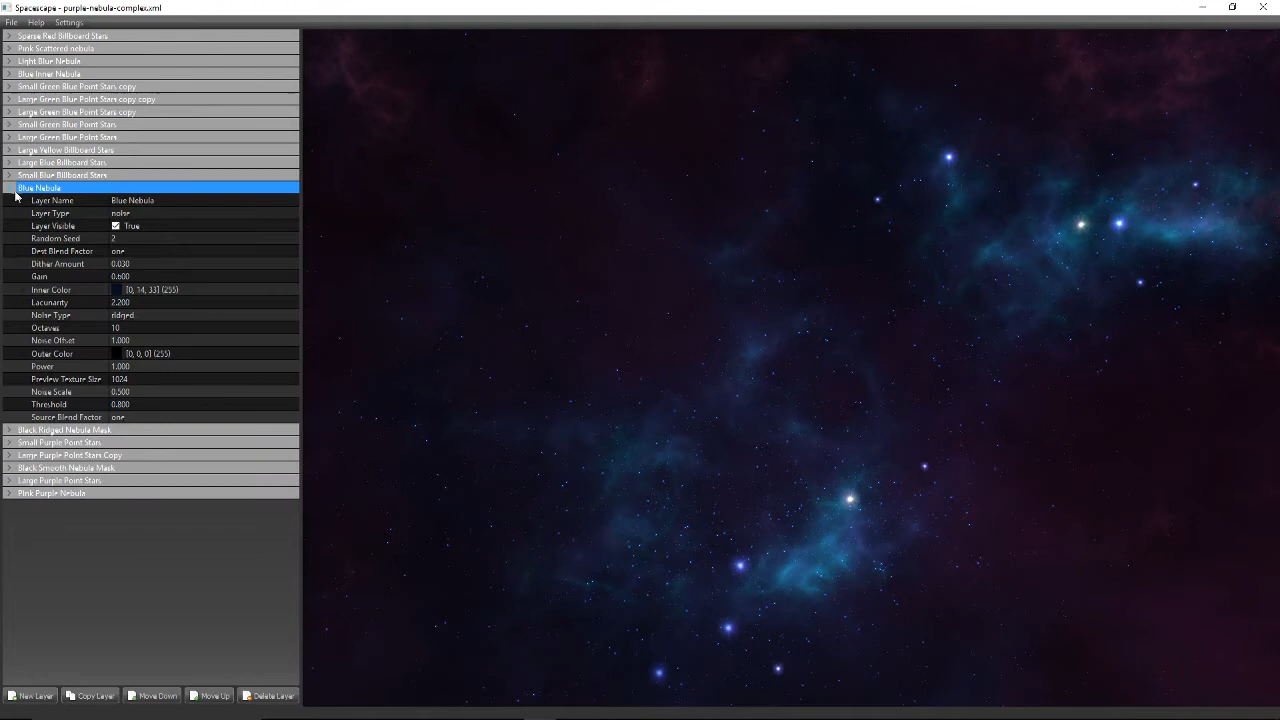 Spacescape - purple-nebula-complex.xml
File Help Settings
Sparse Red Billboard Stars
Pink Scattered nebula
Light Blue Nebula
Blue Inner Nebula
Small Green Blue Point Stars copy
Large Green Blue Point Stars copy copy
Large Green Blue Point Stars copy
Small Green Blue Point Stars
Large Green Blue Point Stars
Large Yellow Billboard Stars
Large Blue Billboard Stars
Small Blue Billboard Stars
Blue Nebula
Layer Name Blue Nebula
Layer Type noise
Layer Visible True
Random Seed 2
Dest Blend Factor one
Dither Amount 0.030
Gain 0.600
Inner Color [0, 14, 33] (255)
Lacunarity 2.200
Noise Type ridged
Octaves 10
Noise Offset 1.000
Outer Color [0, 0, 0] (255)
Power 1.000
Preview Texture Size 1024
Noise Scale 0.500
Threshold 0.800
Source Blend Factor one
Black Ridged Nebula Mask
Small Purple Point Stars
Large Purple Point Stars Copy
Black Smooth Nebula Mask
Large Purple Point Stars
Pink Purple Nebula
New Layer Copy Layer Move Down Move Up Delete Layer